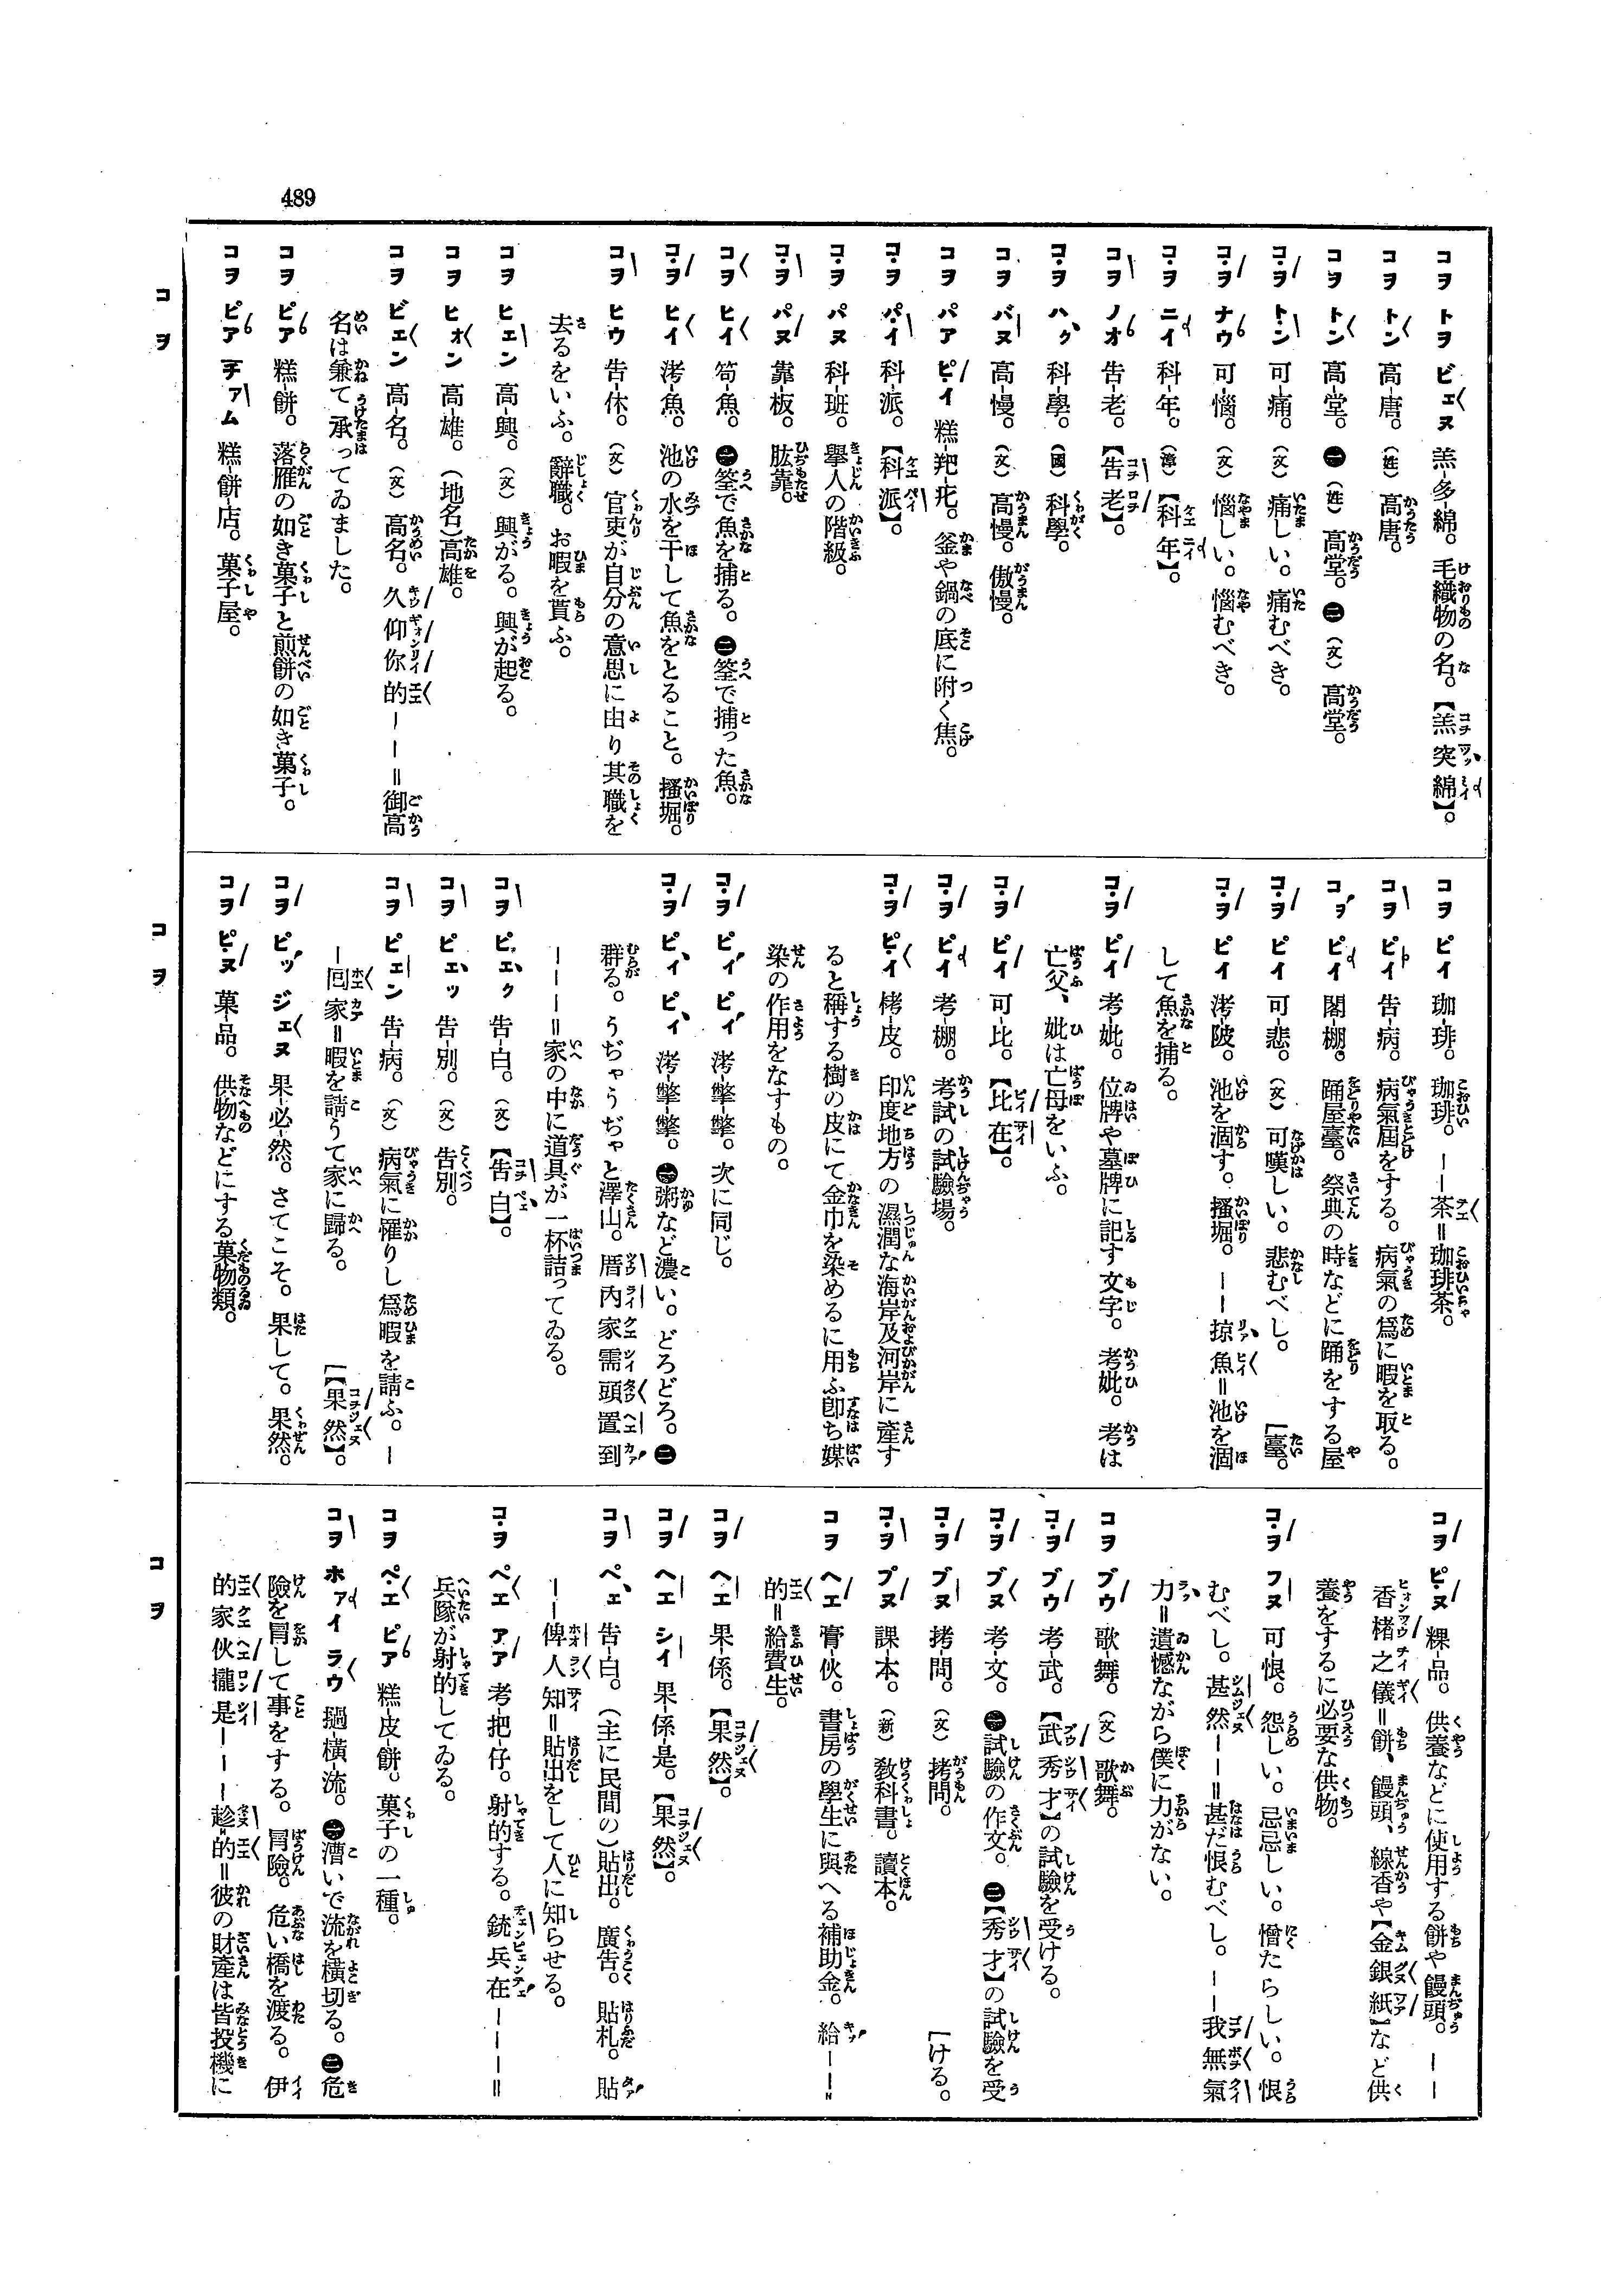 489
コヲ トヲ ビェヌ 羔-多-綿。毛織物の名。【羔突綿】。
コヲ トン 高-唐。(姓) 高唐。
コヲ トン 高-堂。㊀(姓) 高堂。㊁(文) 高堂。
コヲ トン 可-痛。(文) 痛しい。痛むべき。
コヲ ナウ 可-惱。(文) 惱しい。惱むべき。
コヲ ニイ 科-年。(漳)【科年】。
コヲ ノオ 告-老。【告老】。
コヲ ハク 科-學。(國) 科學。
コヲ バヌ 高-慢。(文) 高慢。傲慢。
コヲ パア ピイ 糕-羓-疕。釜や鍋の底に附く焦。
コヲ パイ 科-派。【科派】。
コヲ パヌ 科-班。擧人の階級。
コヲ パヌ 靠-板。肱靠。
コヲ ヒイ 笱-魚。㊀筌で魚を捕る。㊁筌で捕った魚。
コヲ ヒイ 洘-魚。池の水を干して魚をとること。搔堀。
コヲ ヒウ 告-休。(文) 官吏が自分の意思に由り其職を
去るをいふ。辭職。お暇を貰ふ。
コヲ ヒェン 高-興。(文) 興がる。興が起る。
コヲ ヒォン 高-雄。(地名)高雄。
コヲ ビェン 高-名。(文) 高名。久仰你的ーー＝御高
名は兼て承ってゐました。
コヲ ピア 糕-餅。落雁の如き菓子と煎餅の如き菓子。
コヲ ピア 糕-餅-店。菓子屋。
コヲ
コヲ ピイ 珈-琲。珈琲。ーー茶＝珈琲茶。
コヲ ピイ 告-病。病氣屆をする。病氣の爲に暇を取る。
コヲ ピイ 閣-棚。踊屋臺。祭典の時などに踊をする屋
[臺。
コヲ ピイ 可-悲。(文) 可嘆しい。悲むべし。
コヲ ピイ 洘-陂。池を涸す。搔堀。ーー掠魚＝池を涸
して魚を捕る。
コヲ ピイ 考-妣。位牌や墓牌に記す文字。考妣。考は
亡父、妣は亡母をいふ。
コヲ ピイ 可-比。【比在】。
コヲ ピイ 考-棚。考試の試驗場。
コヲ ピイ 栲-皮。印度地方の濕潤な海岸及河岸に產す
ると稱する樹の皮にて金巾を染めるに用ふ卽ち媒
染の作用をなすもの。
コヲ ピイ ピイ 洘-滗-滗。次に同じ。
コヲ ピイ ピイ 洘-滗-滗。㊀粥など濃い。どろどろ。㊁
群る。うぢゃうぢゃと澤山。厝內家需頭置到
ーーー＝家の中に道具が一杯詰ってゐる。
コヲ ピェク 告-白。(文)【告白】。
コヲ ピェッ 告-別。(文) 告別。
コヲ ピェン 告-病。(文) 病氣に罹りし爲暇を請ふ。ー
ー囘家＝暇を請うて家に歸る。
[【果然】。
コヲ ピッ ジェヌ 果-必-然。さてこそ。果して。果然。
コヲ ピヌ 菓-品。供物などにする菓物類。
コヲ
コヲ ピヌ 粿-品。供養などに使用する餅や饅頭。ーー
香楮之儀＝餅、饅頭、線香や【金銀紙】など供
養をするに必要な供物。
コヲ フヌ 可-恨。怨しい。忌忌しい。憎たらしい。恨
むべし。甚然ーー＝甚だ恨むべし。ーー我無氣
力＝遺憾ながら僕に力がない。
コヲ ブウ 歌-舞。(文) 歌舞。
コヲ ブウ 考-武。【武秀才】の試驗を受ける。
コヲ ブヌ 考-文。㊀試驗の作文。㊁【秀才】の試驗を受
[ける。
コヲ ブヌ 拷-問。(文) 拷問。
コヲ プヌ 課-本。(新) 敎科書。讀本。
コヲ ヘエ 膏-伙。書房の學生に與へる補助金。給ーー＝
的＝給費生。
コヲ ヘエ 果-係。【果然】。
コヲ ヘエ シイ 果-係-是。【果然】。
コヲ ペェ 告-白。(主に民間の)貼出。廣告。貼札。貼
ーー俾人知＝貼出をして人に知らせる。
コヲ ペエ アア 考-把-仔。射的する。銃兵在ーーー＝
兵隊が射的してゐる。
コヲ ペエ ピア 糕-皮-餅。菓子の一種。
コヲ ホァイ ラウ 撾-橫-流。㊀漕いで流を橫切る。㊁危
險を冒して事をする。冒險。危い橋を渡る。伊
的家伙攏是ーーー趁的＝彼の財產は皆投機に
コヲ